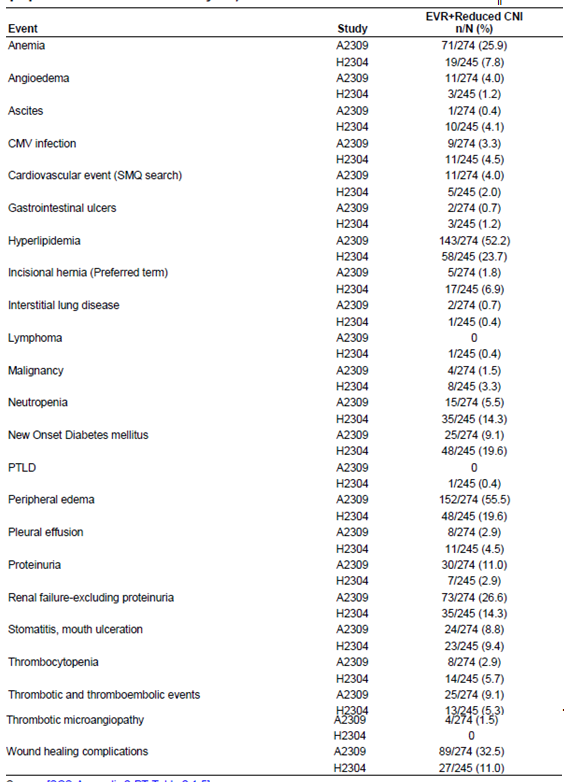 EVR+Reduced CNI
Event Study n/N (%)
Anemia A2309 71/274 (25.9)
H2304 19/245 (7.8)
Angioedema A2309 11/274 (4.0)
H2304 3/245 (1.2)
Ascites A2309 1/274 (0.4)
H2304 10/245 (4.1)
CMV infection A2309 9/274 (3.3)
H2304 11/245 (4.5)
Cardiovascular event (SMQ search) A2309 11/274 (4.0)
H2304 5/245 (2.0)
Gastrointestinal ulcers A2309 2/274 (0.7)
H2304 3/245 (1.2)
Hyperlipidemia A2309 143/274 (52.2)
H2304 58/245 (23.7)
Incisional hernia (Preferred term) A2309 5/274 (1.8)
H2304 17/245 (6.9)
Interstitial lung disease A2309 2/274 (0.7)
H2304 1/245 (0.4)
Lymphoma A2309 0
H2304 1/245 (0.4)
Malignancy A2309 4/274 (1.5)
H2304 8/245 (3.3)
Neutropenia A2309 15/274 (5.5)
H2304 35/245 (14.3)
New Onset Diabetes mellitus A2309 25/274 (9.1)
H2304 48/245 (19.6)
PTLD A2309 0
H2304 1/245 (0.4)
Peripheral edema A2309 152/274 (55.5)
H2304 48/245 (19.6)
Pleural effusion A2309 8/274 (2.9)
H2304 11/245 (4.5)
Proteinuria A2309 30/274 (11.0)
H2304 7/245 (2.9)
Renal failure-excluding proteinuria A2309 73/274 (26.6)
H2304 35/245 (14.3)
Stomatitis, mouth ulceration A2309 24/274 (8.8)
H2304 23/245 (9.4)
Thrombocytopenia A2309 8/274 (2.9)
H2304 14/245 (5.7)
Thrombotic and thromboembolic events A2309 25/274 (9.1)
H2304 13/245 (5.3)
Thrombotic microangiopathy A2309 4/274 (1.5)
H2304 0
Wound healing complications A2309 89/274 (32.5)
H2304 27/245 (11.0)